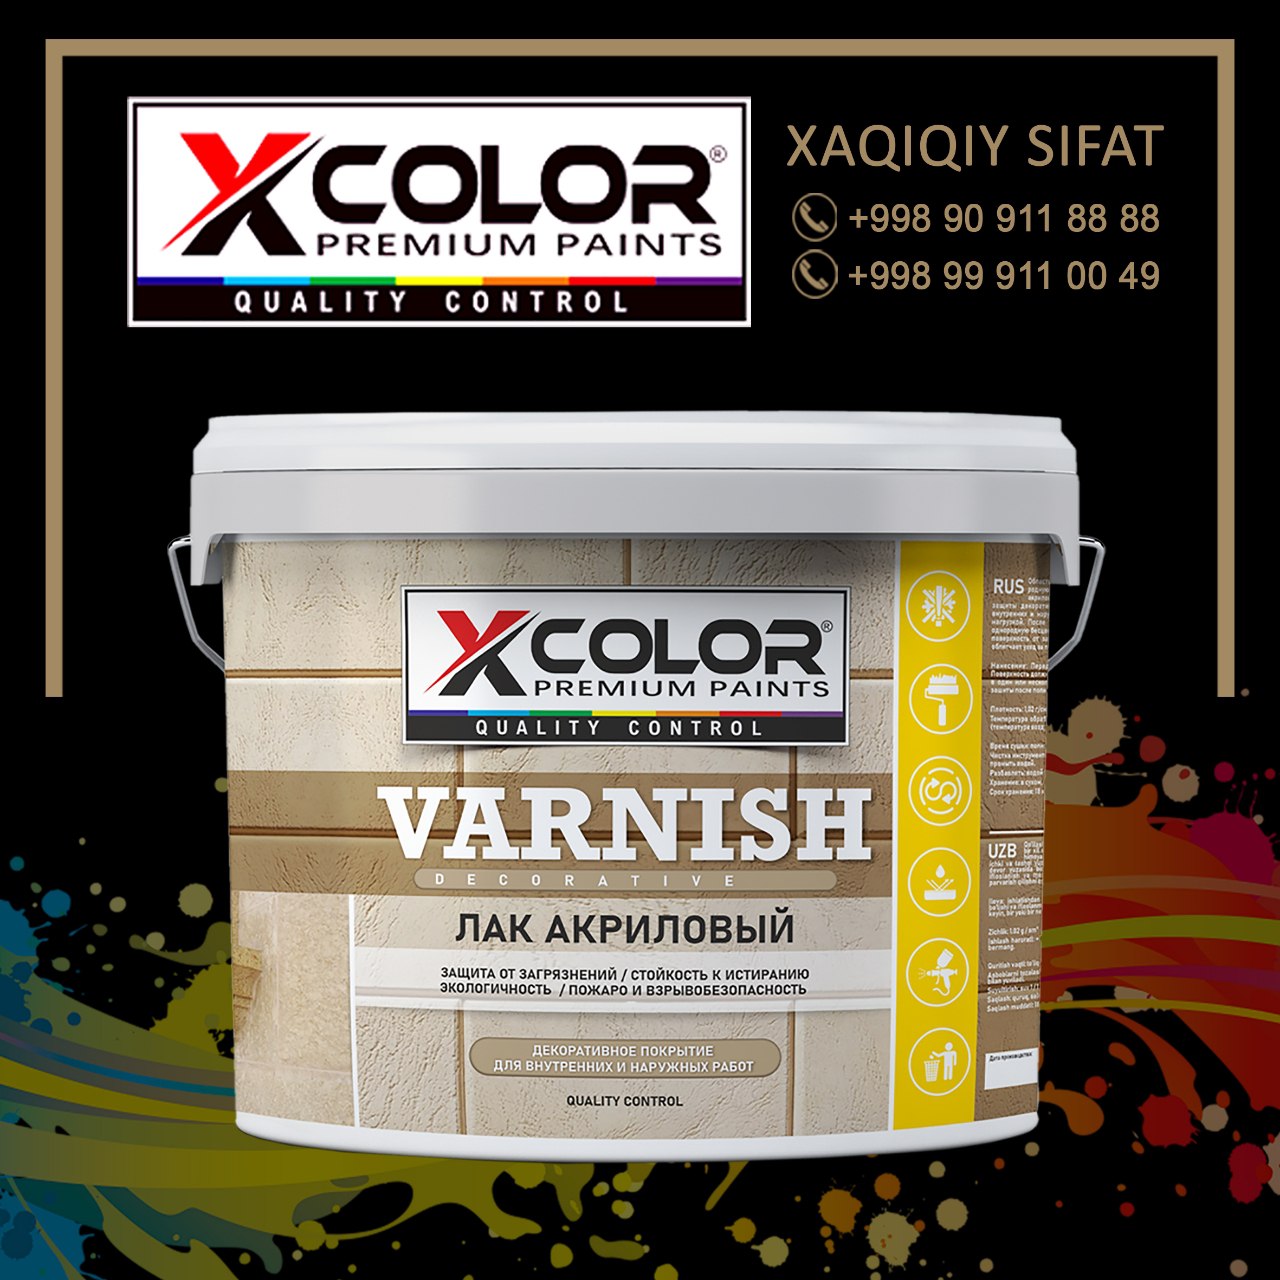 XCOLOR®
PREMIUM PAINTS
QUALITY CONTROL
XAQIQIY SIFAT
+998 90 911 88 88
+998 99 911 00 49
XCOLOR®
PREMIUM PAINTS
QUALITY CONTROL
VARNISH
DECORATIVE
ЛАК АКРИЛОВЫЙ
ЗАЩИТА ОТ ЗАГРЯЗНЕНИЙ / СТОЙКОСТЬ К ИСТИРАНИЮ
ЭКОЛОГИЧНОСТЬ / ПОЖАРО И ВЗРЫВОБЕЗОПАСНОСТЬ
ДЕКОРАТИВНОЕ ПОКРЫТИЕ
ДЛЯ ВНУТРЕННИХ И НАРУЖНЫХ РАБОТ
QUALITY CONTROL
RUS
UZB
Дата производства: